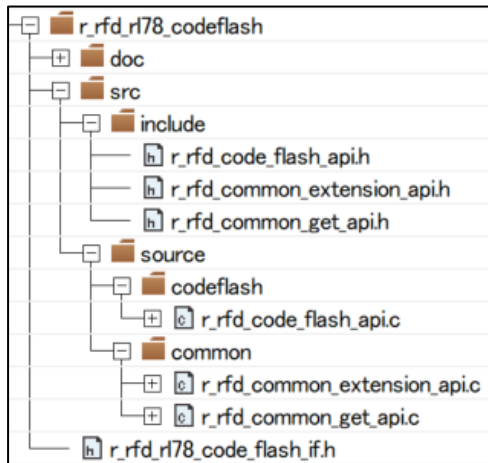 r_rfd_rl78_codeflash
doc
src
include
r_rfd_code_flash_api.h
r_rfd_common_extension_api.h
r_rfd_common_get_api.h
source
codeflash
r_rfd_code_flash_api.c
common
r_rfd_common_extension_api.c
r_rfd_common_get_api.c
r_rfd_rl78_code_flash_if.h